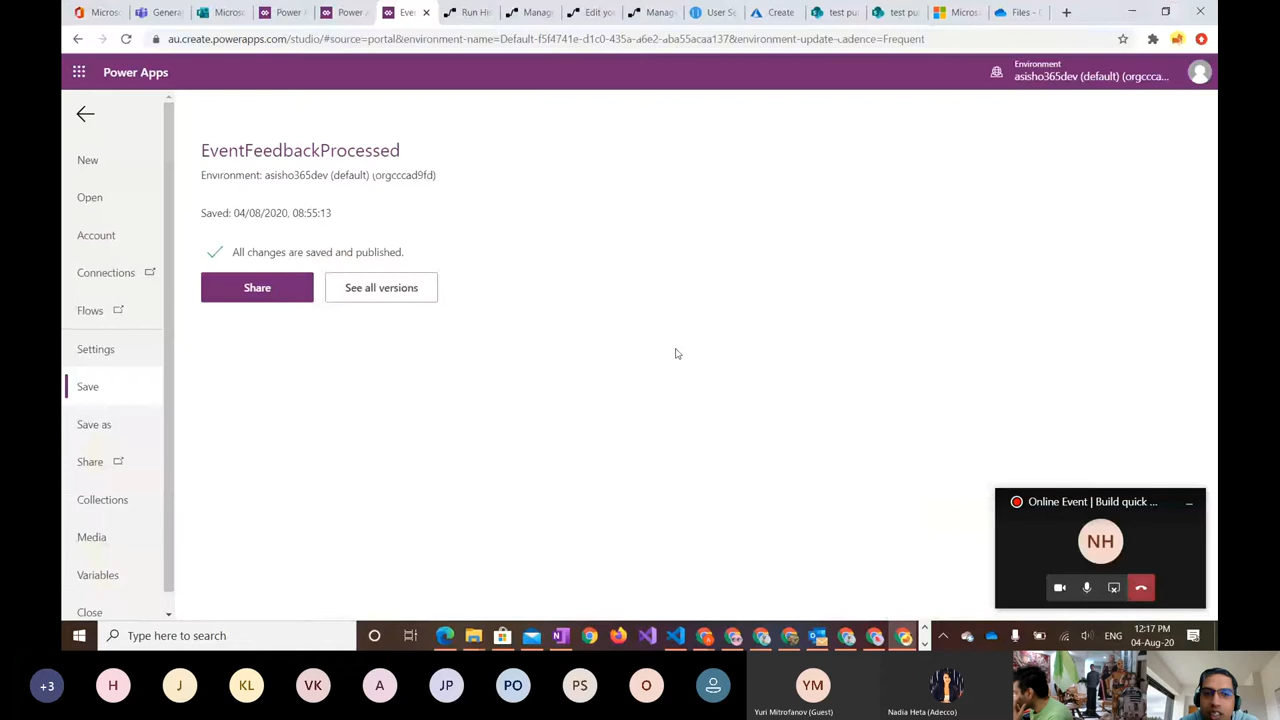 Micros
Genera
Micros
Power A
Power A
Eve
Run Hi
Manage
Edit you
Manage
User Se
Create
test pu
test pu
Micros
Files - C
au.create.powerapps.com/studio/#source=portal&environment-name=Default-f5f4741e-d1c0-435a-a6e2-aba55acaa137&environment-update-cadence=Frequent
Power Apps
Environment
asisho365dev (default) (orgccca...
New
Open
Account
Connections
Flows
Settings
Save
Save as
Share
Collections
Media
Variables
Close
EventFeedbackProcessed
Environment: asisho365dev (default) (orgcccad9fd)
Saved: 04/08/2020, 08:55:13
All changes are saved and published.
Share
See all versions
Online Event | Build quick ...
NH
Type here to search
ENG
12:17 PM
04-Aug-20
+3
H
J
KL
VK
A
JP
PO
PS
O
YM
Yuri Mitrofanov (Guest)
Nadia Heta (Adecco)